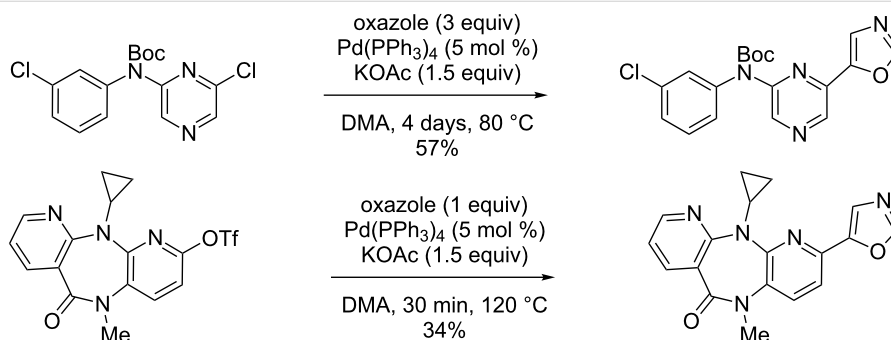 oxazole (3 equiv)
Pd(PPh3)4 (5 mol %)
KOAc (1.5 equiv)
DMA, 4 days, 80 °C
57%
Cl
Boc
N
N
Cl
N
Cl
Boc
N
N
N
N
O
oxazole (1 equiv)
Pd(PPh3)4 (5 mol %)
KOAc (1.5 equiv)
DMA, 30 min, 120 °C
34%
N
N
N
OTf
O
N
Me
N
N
N
N
O
O
N
Me